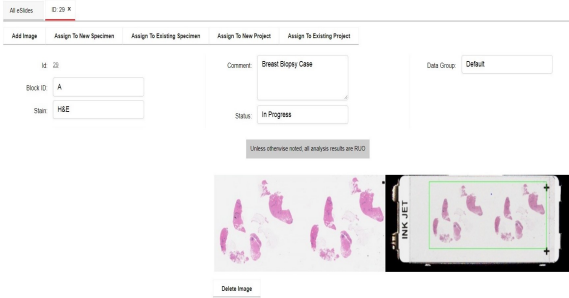 All eSlides
ID: 29 ×
Add Image
Assign To New Specimen
Assign To Existing Specimen
Assign To New Project
Assign To Existing Project
Id: 29
Comment: Breast Biopsy Case
Data Group: Default
Block ID: A
Stain: H&E
Status: In Progress
Unless otherwise noted, all analysis results are RUO
INK JET
Delete Image